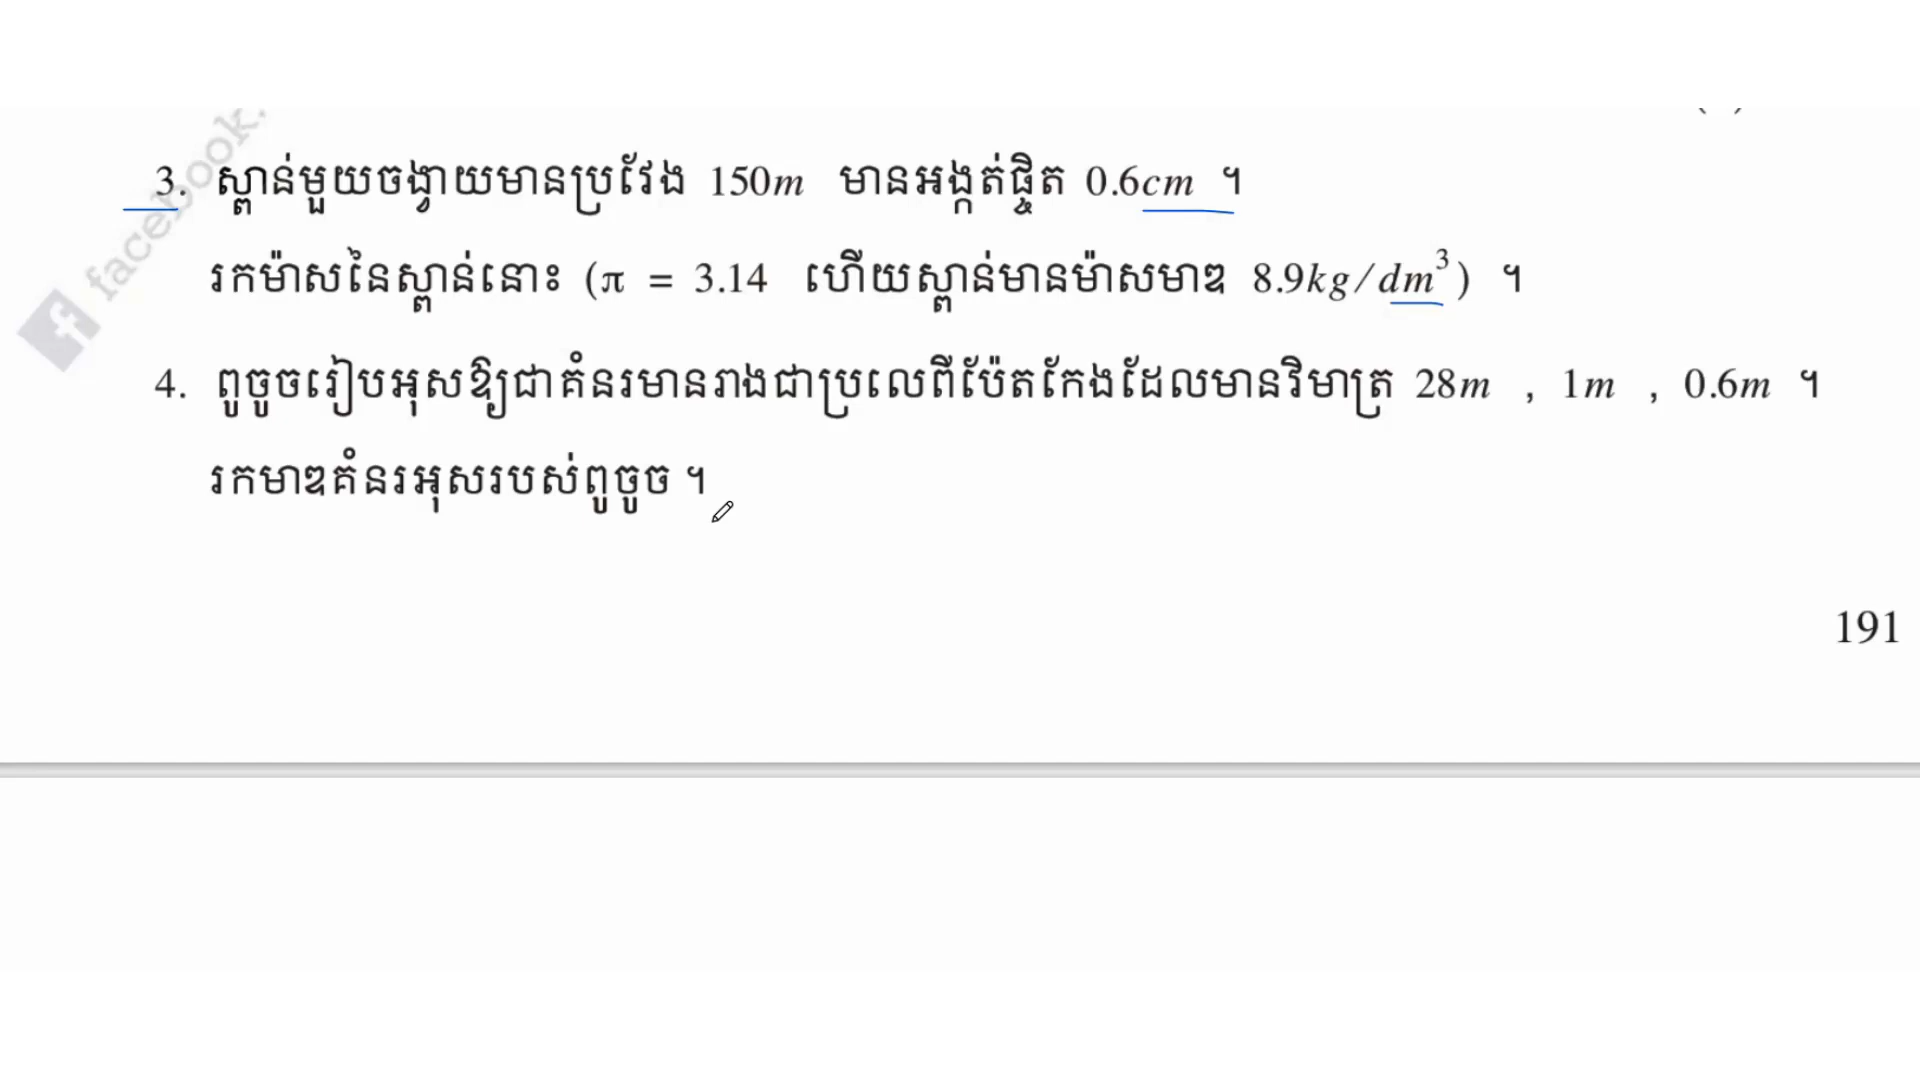 facebook.
3. ស្ពាន់មួយចង្វាយមានប្រវែង 150m មានអង្កត់ផ្ចិត 0.6cm ។
រកម៉ាសនៃស្ពាន់នោះ (π = 3.14 ហើយស្ពាន់មានម៉ាសមាឌ 8.9kg/dm³) ។
4. ពូចូចរៀបអុសឱ្យជាគំនរមានរាងជាប្រលេពីប៉ែតកែងដែលមានវិមាត្រ 28m , 1m , 0.6m ។
រកមាឌគំនរអុសរបស់ពូចូច ។
191